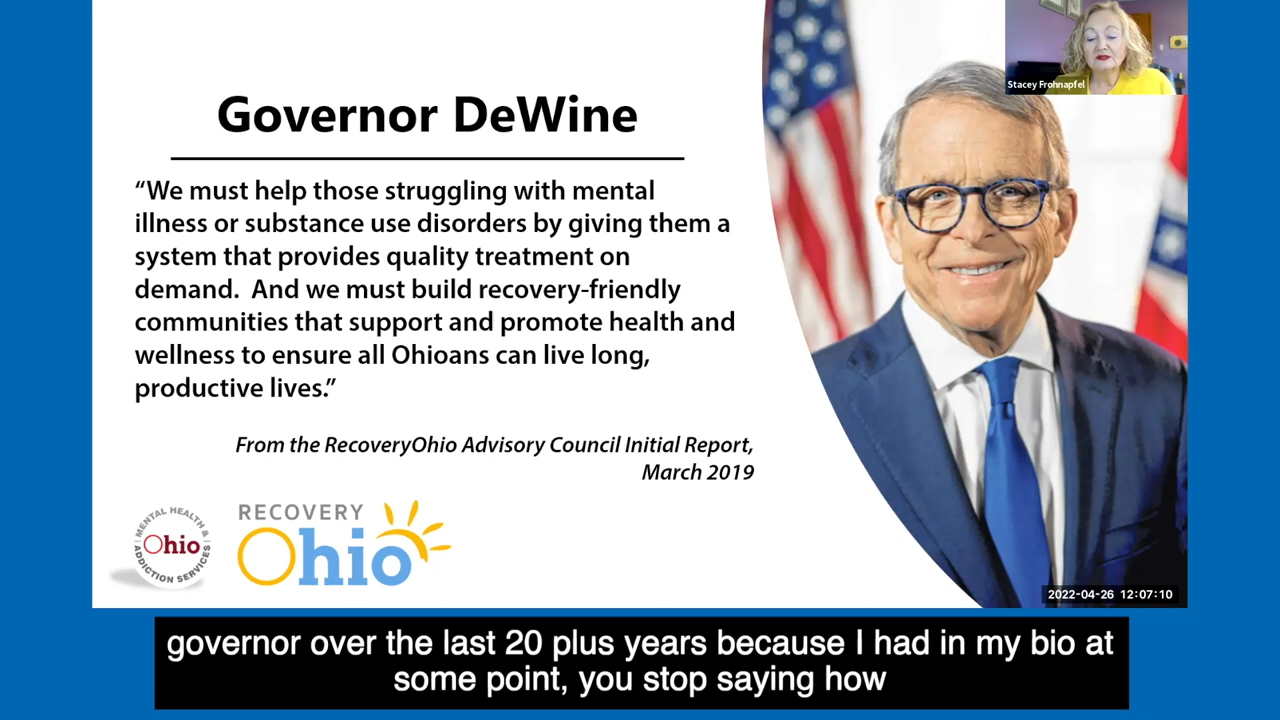 Stacey Frohnapfel
Governor DeWine
“We must help those struggling with mental
illness or substance use disorders by giving them a
system that provides quality treatment on
demand.  And we must build recovery-friendly
communities that support and promote health and
wellness to ensure all Ohioans can live long,
productive lives.”
From the RecoveryOhio Advisory Council Initial Report,
March 2019
MENTAL HEALTH &
Ohio
ADDICTION SERVICES
RECOVERY
Ohio
2022-04-26 12:07:10
governor over the last 20 plus years because I had in my bio at
some point, you stop saying how